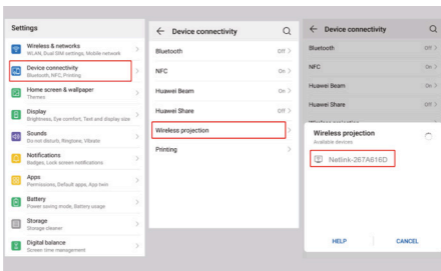 Settings
Wireless & networks
WLAN, Dual SIM settings, Mobile network
Device connectivity
Bluetooth, NFC, Printing
Home screen & wallpaper
Themes
Display
Brightness, Eye comfort, Text and display size
Sounds
Do not disturb, Ringtone, Vibrate
Notifications
Badges, Lock screen notifications
Apps
Permissions, Default apps, App twin
Battery
Power saving mode, Battery usage
Storage
Storage cleaner
Digital balance
Screen time management
Device connectivity
Bluetooth Off
NFC On
Huawei Beam On
Huawei Share Off
Wireless projection
Printing
Device connectivity
Bluetooth Off
NFC On
Huawei Beam On
Huawei Share Off
Wireless projection
Wireless projection
Available devices
Netlink-267A616D
HELP CANCEL